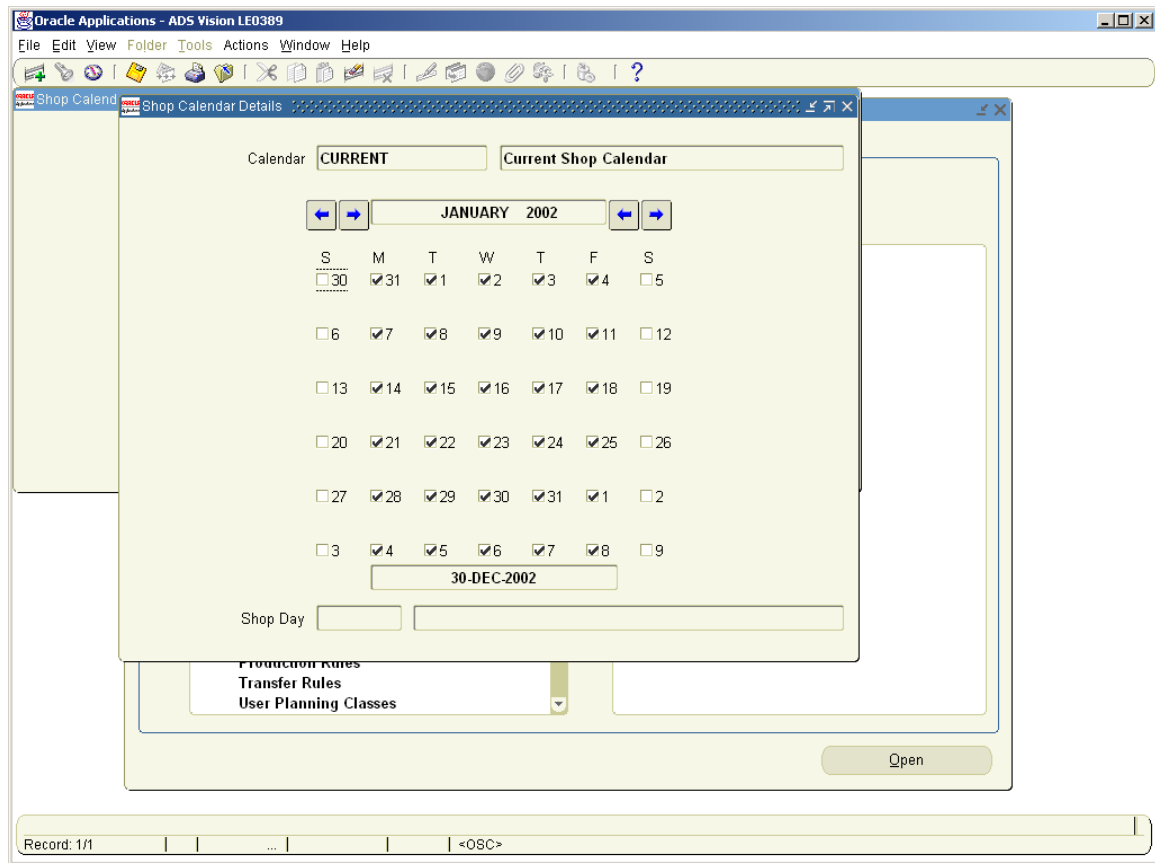 Oracle Applications - ADS Vision LE0389
File Edit View Folder Tools Actions Window Help
Shop Calend
Shop Calendar Details
Calendar CURRENT Current Shop Calendar
JANUARY 2002
S M T W T F S
30 31 1 2 3 4 5
6 7 8 9 10 11 12
13 14 15 16 17 18 19
20 21 22 23 24 25 26
27 28 29 30 31 1 2
3 4 5 6 7 8 9
30-DEC-2002
Shop Day
Production Rules
Transfer Rules
User Planning Classes
Open
Record: 1/1 ... <OSC>